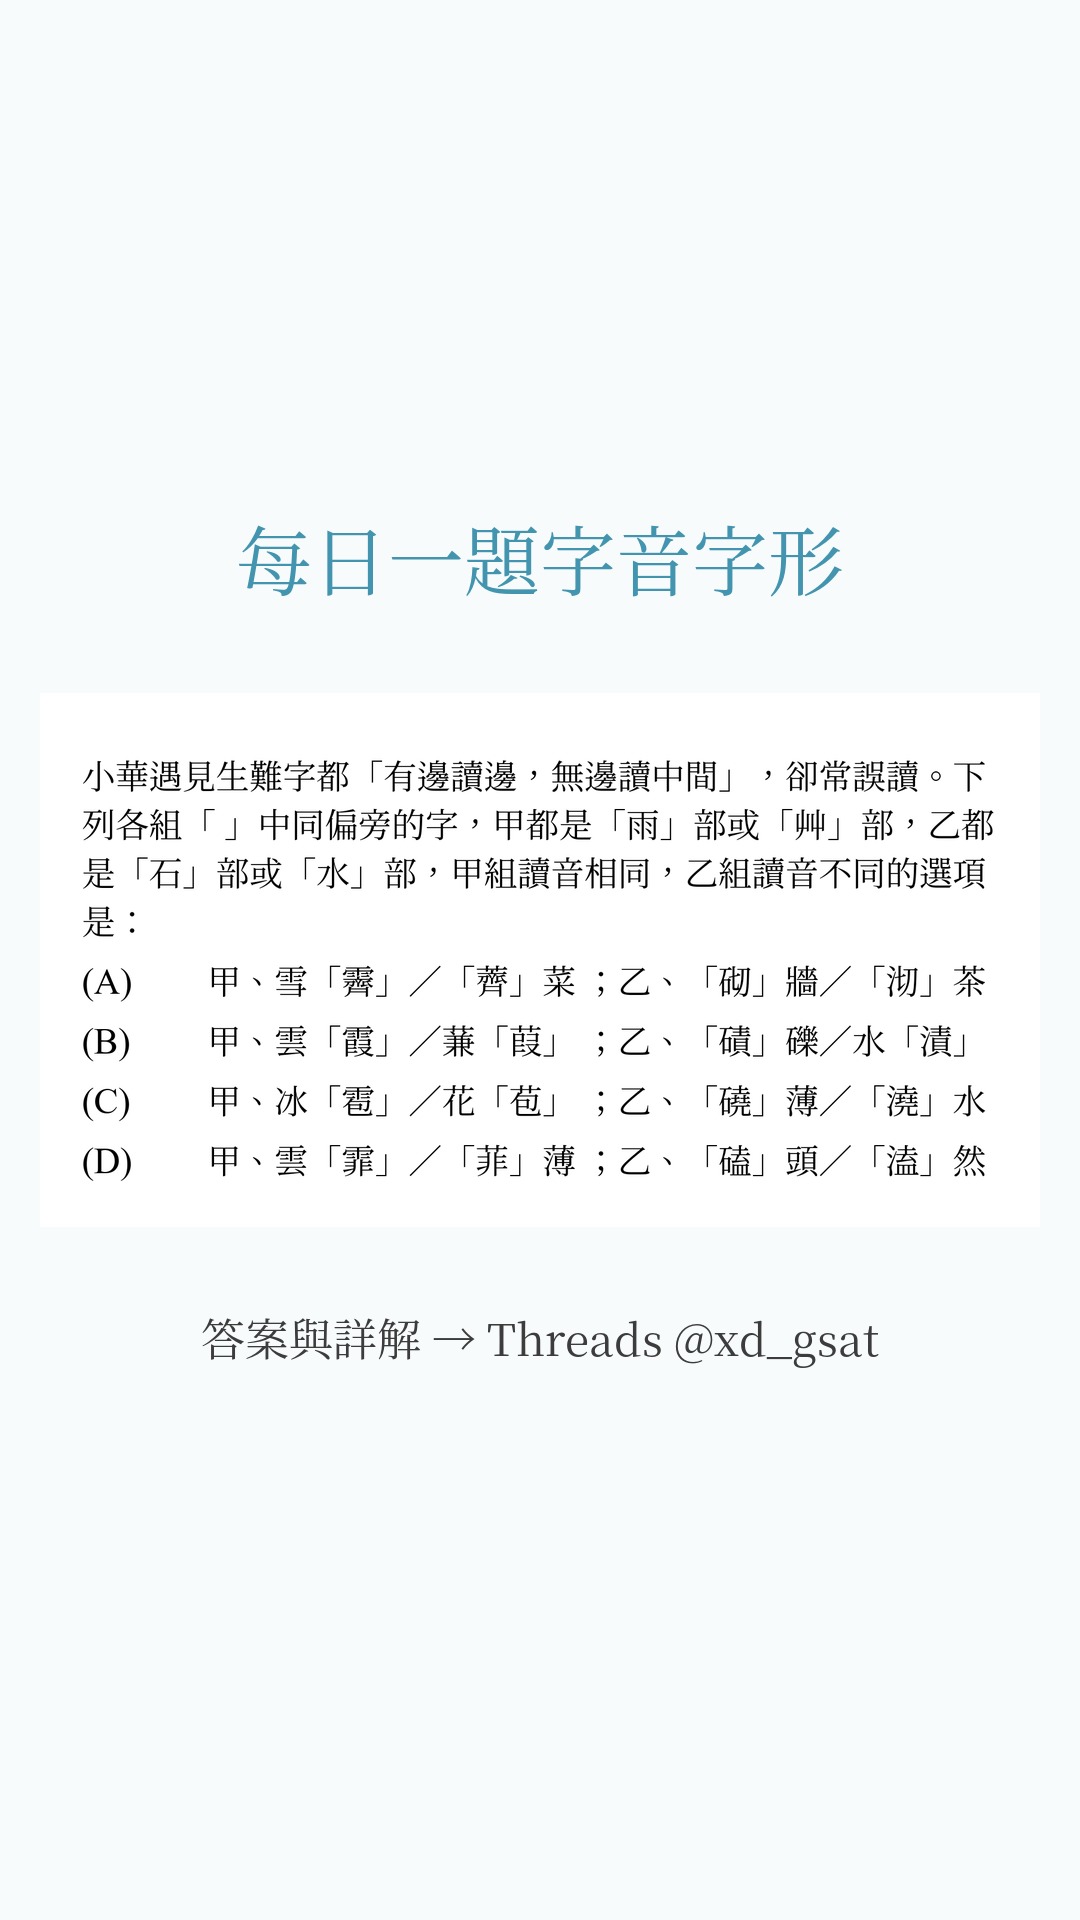 每日一題字音字形
小華遇見生難字都「有邊讀邊，無邊讀中間」，卻常誤讀。下
列各組「 」中同偏旁的字，甲都是「雨」部或「艸」部，乙都
是「石」部或「水」部，甲組讀音相同，乙組讀音不同的選項
是：
(A) 甲、雪「霽」／「薺」菜 ；乙、「砌」牆／「沏」茶
(B) 甲、雲「霞」／蒹「葭」 ；乙、「磧」礫／水「漬」
(C) 甲、冰「雹」／花「苞」 ；乙、「磽」薄／「澆」水
(D) 甲、雲「霏」／「菲」薄 ；乙、「磕」頭／「溘」然
答案與詳解 → Threads @xd_gsat